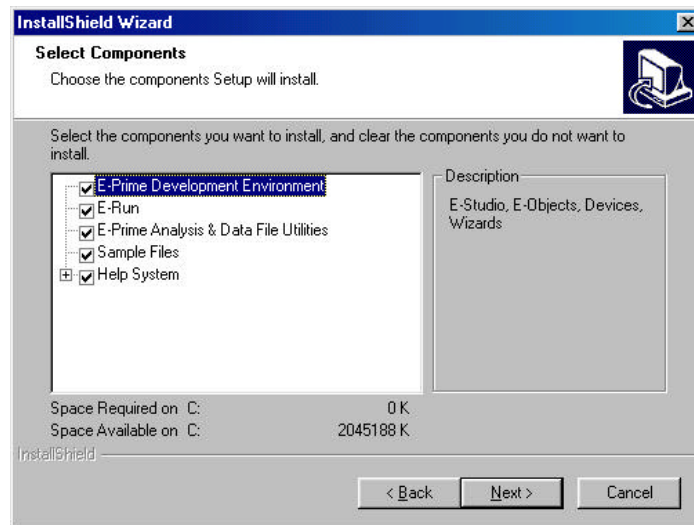 InstallShield Wizard
Select Components
Choose the components Setup will install.
Select the components you want to install, and clear the components you do not want to
install.
E-Prime Development Environment
E-Run
E-Prime Analysis & Data File Utilities
Sample Files
Help System
Description
E-Studio, E-Objects, Devices,
Wizards
Space Required on C: 0 K
Space Available on C: 2045188 K
InstallShield
< Back
Next >
Cancel